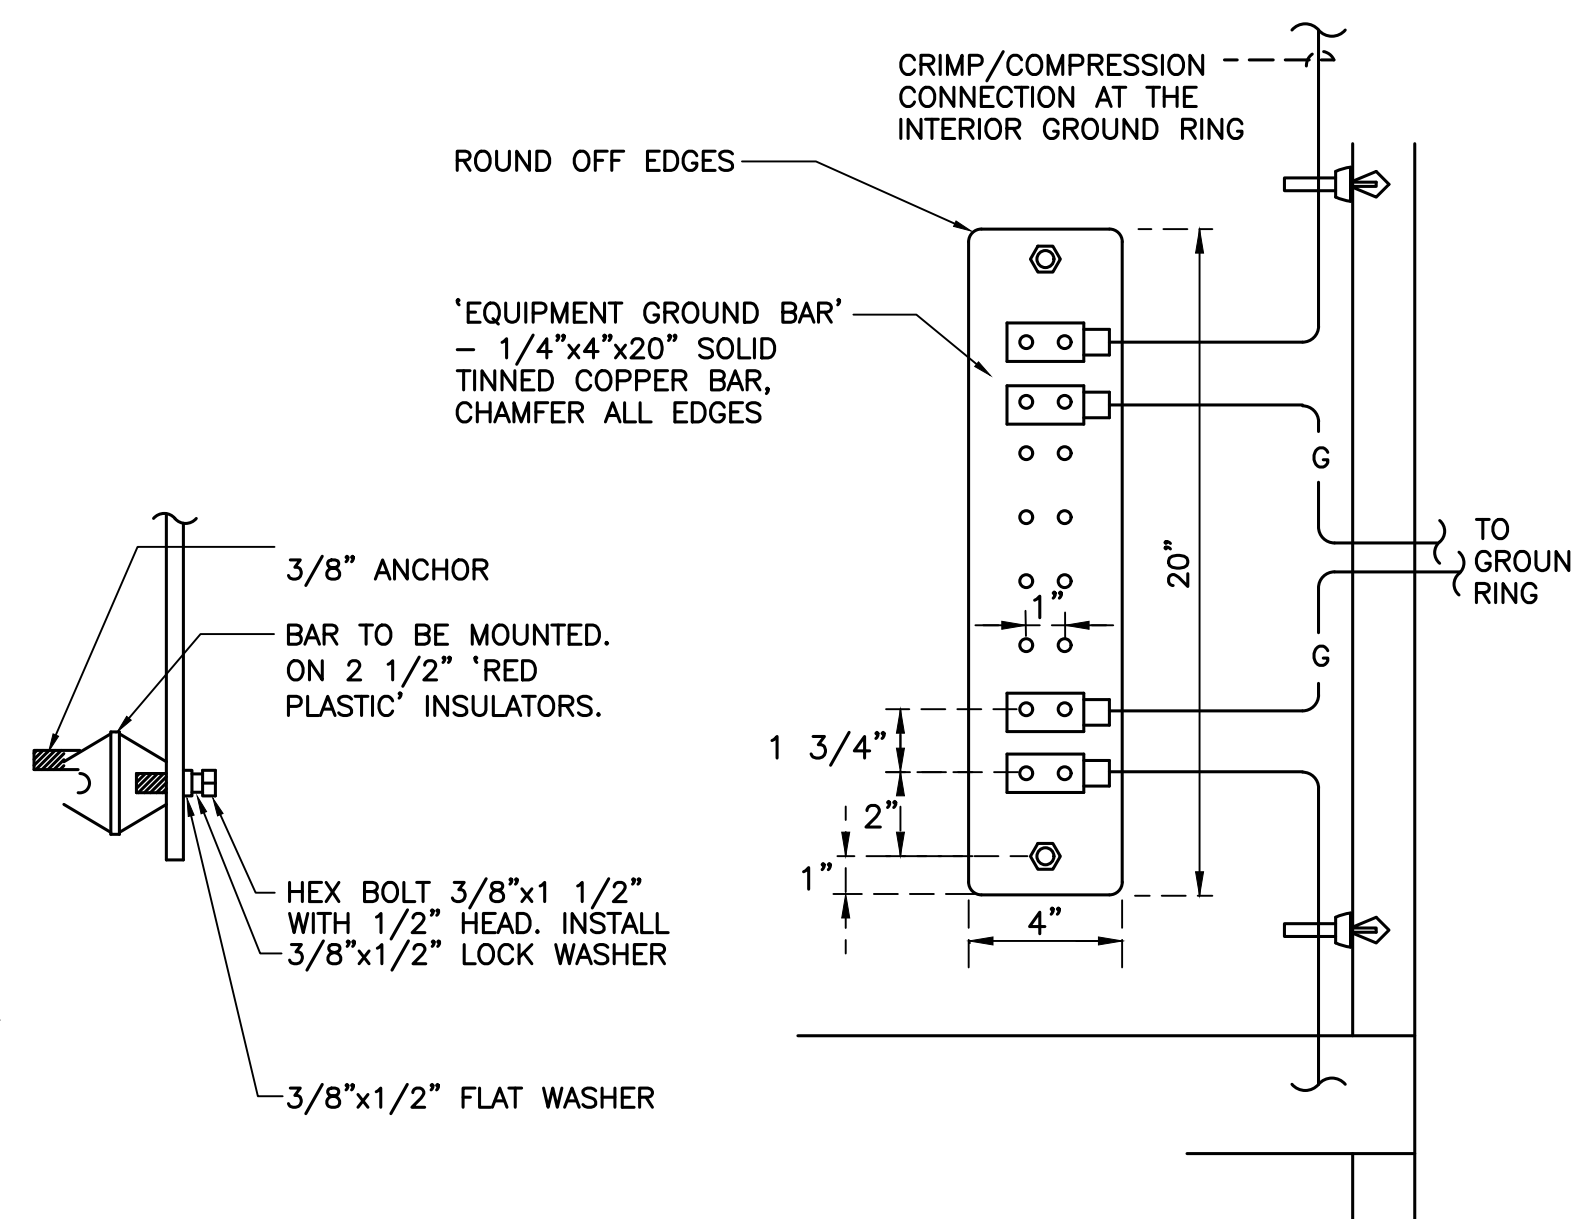 CRIMP/COMPRESSION
CONNECTION AT THE
INTERIOR GROUND RING
ROUND OFF EDGES
‘EQUIPMENT GROUND BAR’
– 1/4”x4”x20” SOLID
TINNED COPPER BAR,
CHAMFER ALL EDGES
G
TO
GROUN
RING
20”
1”
G
1 3/4”
2”
1”
4”
3/8” ANCHOR
BAR TO BE MOUNTED.
ON 2 1/2” ‘RED
PLASTIC’ INSULATORS.
HEX BOLT 3/8”x1 1/2”
WITH 1/2” HEAD. INSTALL
3/8”x1/2” LOCK WASHER
3/8”x1/2” FLAT WASHER